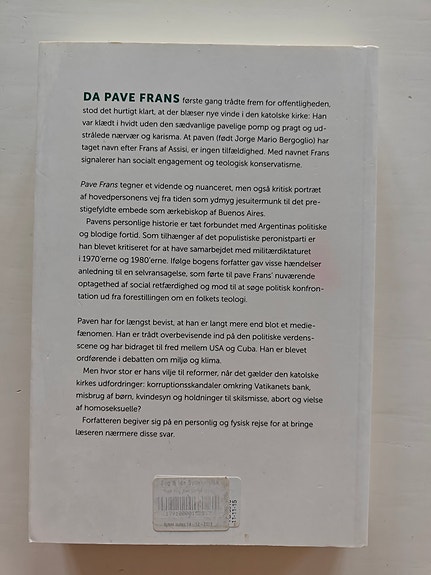 DA PAVE FRANS første gang trådte frem for offentligheden,
stod det hurtigt klart, at der blæser nye vinde i den katolske kirke: Han
var klædt i hvidt uden den sædvanlige pavelige pomp og pragt og ud-
strålede nærvær og karisma. At paven (født Jorge Mario Bergoglio) har
taget navn efter Frans af Assisi, er ingen tilfældighed. Med navnet Frans
signalerer han socialt engagement og teologisk konservatisme.
Pave Frans tegner et vidende og nuanceret, men også kritisk portræt
af hovedpersonens vej fra tiden som ydmyg jesuitermunk til det pre-
stigefyldte embede som ærkebiskop af Buenos Aires.
Pavens personlige historie er tæt forbundet med Argentinas politiske
og blodige fortid. Som tilhænger af det populistiske peronistparti er
han blevet kritiseret for at have samarbejdet med militærdiktaturet
i 1970'erne og 1980'erne. Ifølge bogens forfatter gav visse hændelser
anledning til en selvransagelse, som førte til pave Frans' nuværende
optagethed af social retfærdighed og mod til at søge politisk konfron-
tation ud fra forestillingen om en folkets teologi.
Paven har for længst bevist, at han er langt mere end blot et medie-
fænomen. Han er trådt overbevisende ind på den politiske verdens-
scene og har bidraget til fred mellem USA og Cuba. Han er blevet
ordførende i debatten om miljø og klima.
Men hvor stor er hans vilje til reformer, når det gælder den katolske
kirkes udfordringer: korruptionsskandaler omkring Vatikanets bank,
misbrug af børn, kvindesyn og holdninger til skilsmisse, abort og vielse
af homoseksuelle?
Forfatteren begiver sig på en personlig og fysisk rejse for at bringe
læseren nærmere disse svar.